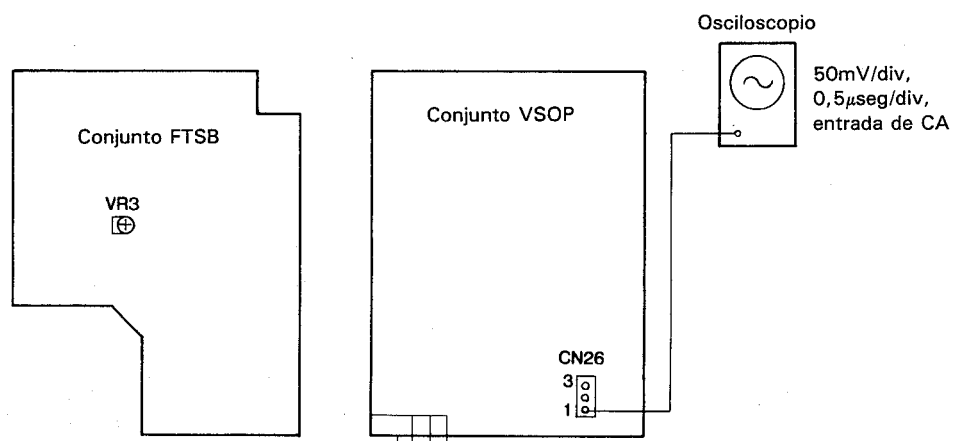 Osciloscopio
50mV/div,
0,5μseg/div,
entrada de CA
Conjunto FTSB
VR3
Conjunto VSOP
CN26
3
1